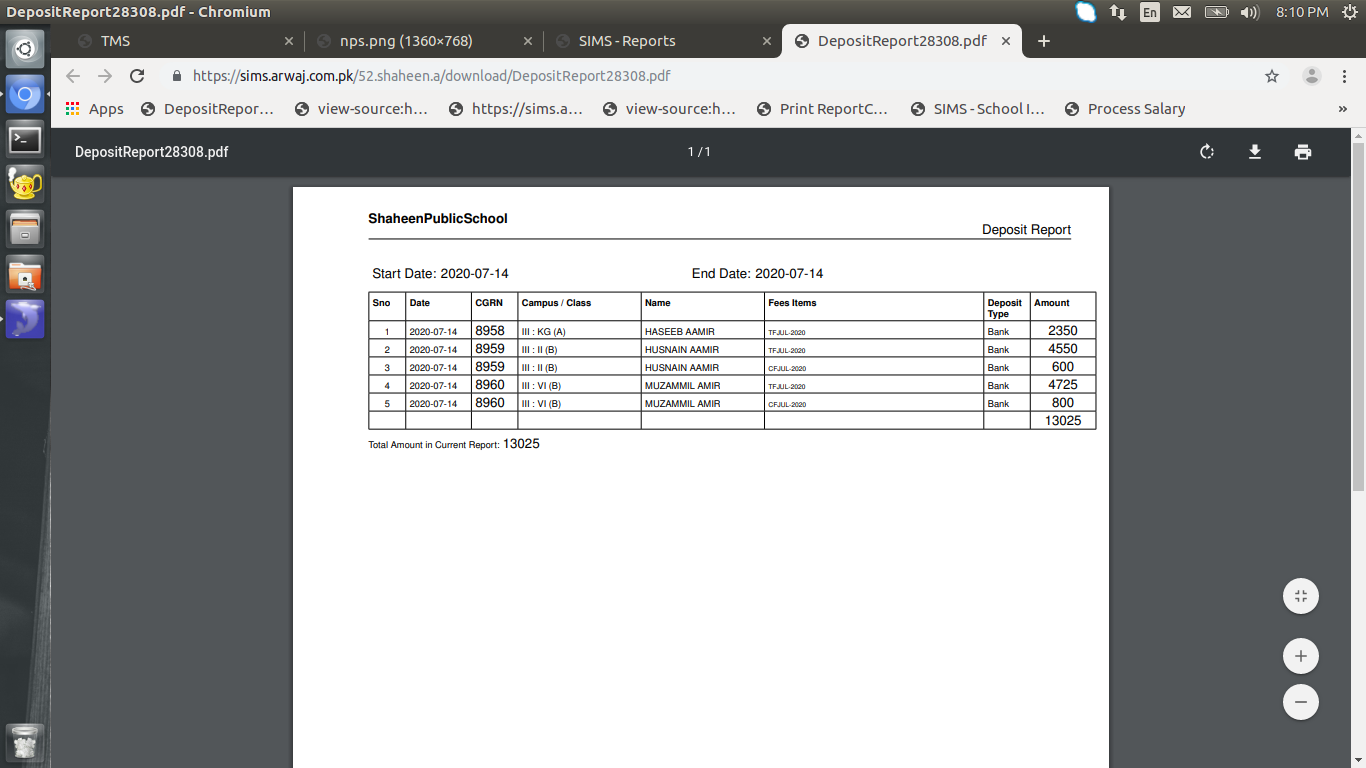 DepositReport28308.pdf - Chromium
En
8:10 PM
TMS
nps.png (1360×768)
SIMS - Reports
DepositReport28308.pdf
https://sims.arwaj.com.pk/52.shaheen.a/download/DepositReport28308.pdf
Apps DepositRepor... view-source:h... https://sims.a... view-source:h... Print ReportC... SIMS - School I... Process Salary »
DepositReport28308.pdf 1 / 1
ShaheenPublicSchool
Deposit Report
Start Date: 2020-07-14 End Date: 2020-07-14
Sno Date CGRN Campus / Class Name Fees Items Deposit Type Amount
1 2020-07-14 8958 III : KG (A) HASEEB AAMIR TFJUL-2020 Bank 2350
2 2020-07-14 8959 III : II (B) HUSNAIN AAMIR TFJUL-2020 Bank 4550
3 2020-07-14 8959 III : II (B) HUSNAIN AAMIR CFJUL-2020 Bank 600
4 2020-07-14 8960 III : VI (B) MUZAMMIL AMIR TFJUL-2020 Bank 4725
5 2020-07-14 8960 III : VI (B) MUZAMMIL AMIR CFJUL-2020 Bank 800
13025
Total Amount in Current Report: 13025